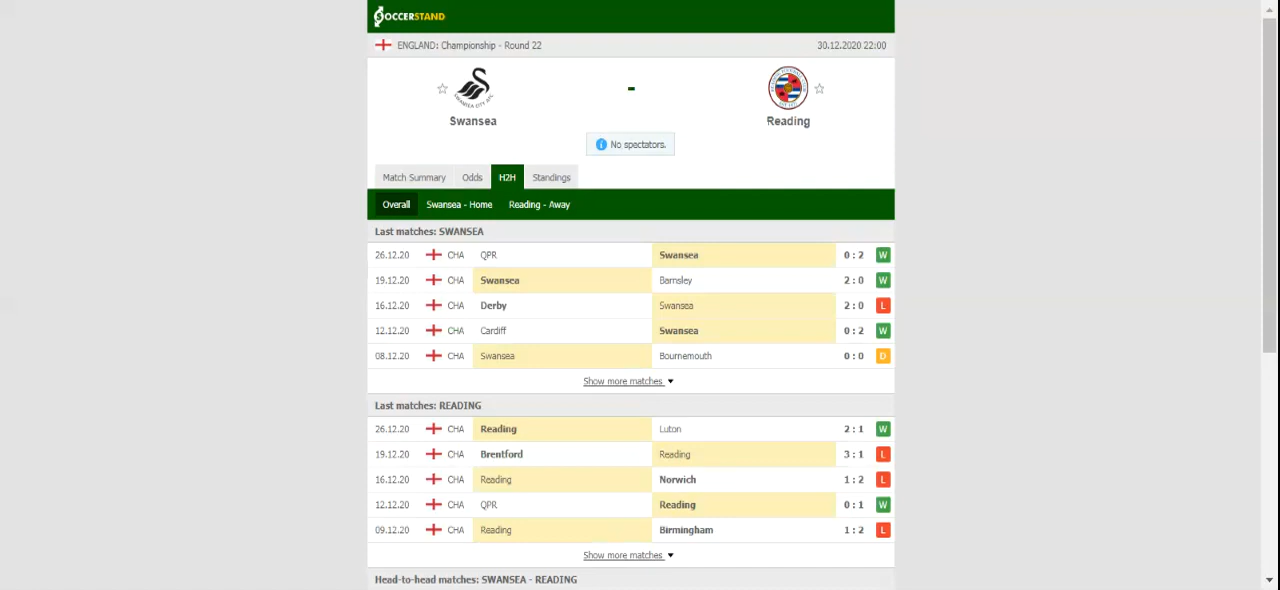 SOCCERSTAND
ENGLAND: Championship - Round 22 30.12.2020 22:00
-
Swansea Reading
No spectators.
Match Summary Odds H2H Standings
Overall Swansea - Home Reading - Away
Last matches: SWANSEA
26.12.20 CHA QPR Swansea 0 : 2 W
19.12.20 CHA Swansea Barnsley 2 : 0 W
16.12.20 CHA Derby Swansea 2 : 0 L
12.12.20 CHA Cardiff Swansea 0 : 2 W
08.12.20 CHA Swansea Bournemouth 0 : 0 D
Show more matches
Last matches: READING
26.12.20 CHA Reading Luton 2 : 1 W
19.12.20 CHA Brentford Reading 3 : 1 L
16.12.20 CHA Reading Norwich 1 : 2 L
12.12.20 CHA QPR Reading 0 : 1 W
09.12.20 CHA Reading Birmingham 1 : 2 L
Show more matches
Head-to-head matches: SWANSEA - READING